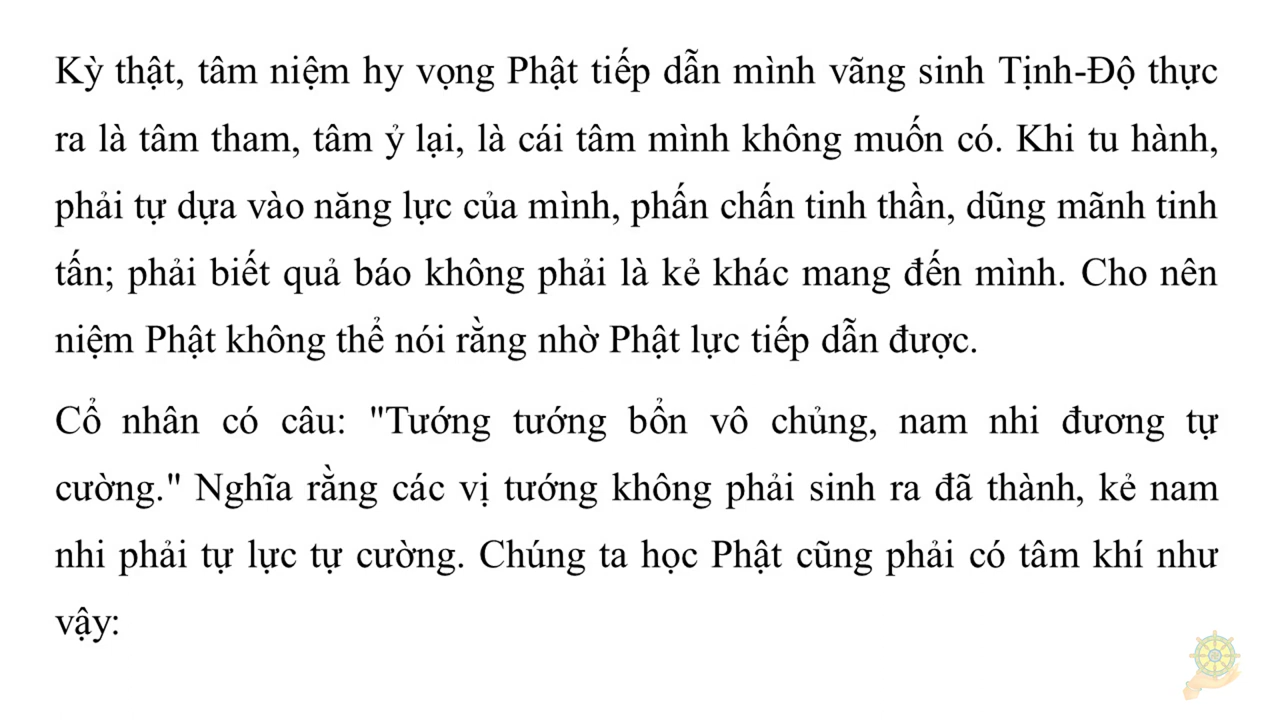 Kỳ thật, tâm niệm hy vọng Phật tiếp dẫn mình vãng sinh Tịnh-Độ thực
ra là tâm tham, tâm ỷ lại, là cái tâm mình không muốn có. Khi tu hành,
phải tự dựa vào năng lực của mình, phấn chấn tinh thần, dũng mãnh tinh
tấn; phải biết quả báo không phải là kẻ khác mang đến mình. Cho nên
niệm Phật không thể nói rằng nhờ Phật lực tiếp dẫn được.
Cổ nhân có câu: "Tướng tướng bổn vô chủng, nam nhi đương tự
cường." Nghĩa rằng các vị tướng không phải sinh ra đã thành, kẻ nam
nhi phải tự lực tự cường. Chúng ta học Phật cũng phải có tâm khí như
vậy: